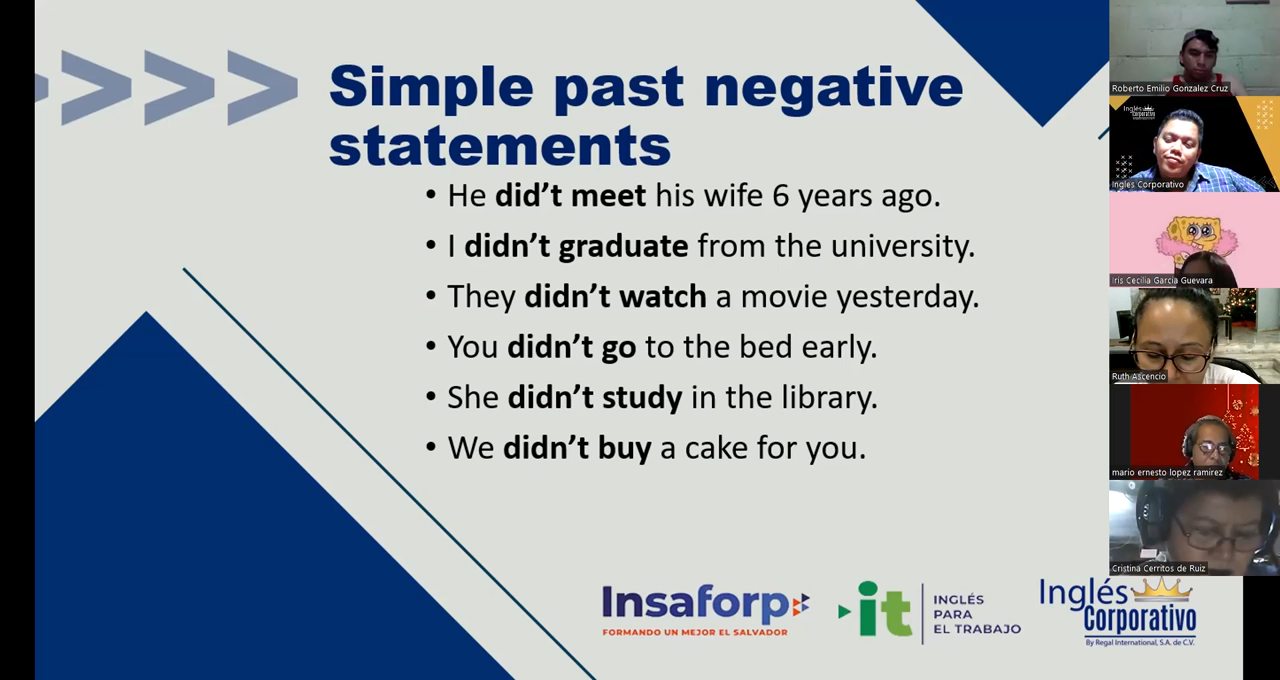 Simple past negative
statements
• He did't meet his wife 6 years ago.
• I didn't graduate from the university.
• They didn't watch a movie yesterday.
• You didn't go to the bed early.
• She didn't study in the library.
• We didn't buy a cake for you.
Insaforp
FORMANDO UN MEJOR EL SALVADOR
it
INGLÉS
PARA
EL TRABAJO
Inglés
Corporativo
By Regal International, S.A. de C.V.
Roberto Emilio Gonzalez Cruz
Inglés
Corporativo
Ingles Corporativo
Iris Cecilia Garcia Guevara
Ruth Ascencio
mario ernesto lopez ramirez
Cristina Cerritos de Ruiz